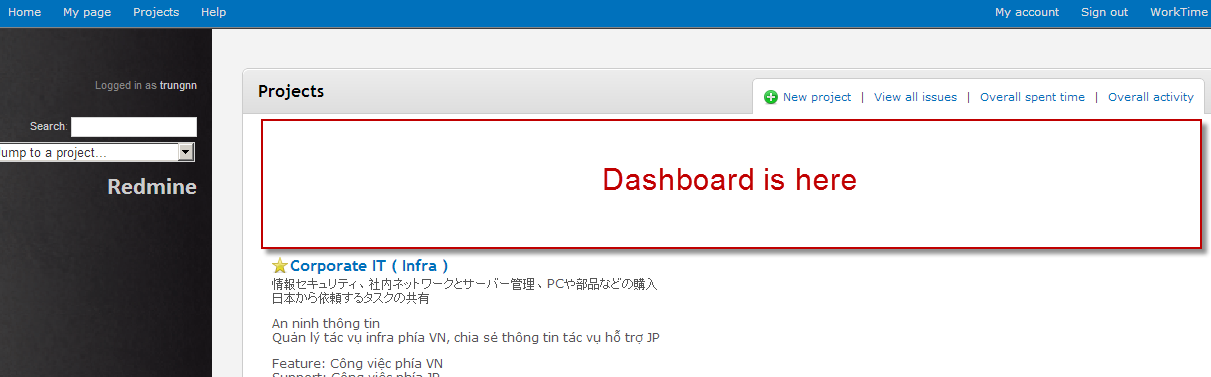 Home My page Projects Help My account Sign out WorkTime
Logged in as trungnn
Search:
ump to a project...
Redmine
Projects
New project | View all issues | Overall spent time | Overall activity
Dashboard is here
Corporate IT ( Infra )
情報セキュリティ、社内ネットワークとサーバー管理、PCや部品などの購入
日本から依頼するタスクの共有
An ninh thông tin
Quản lý tác vụ infra phía VN, chia sẻ thông tin tác vụ hỗ trợ JP
Feature: Công việc phía VN
Support: Công việc phía JP